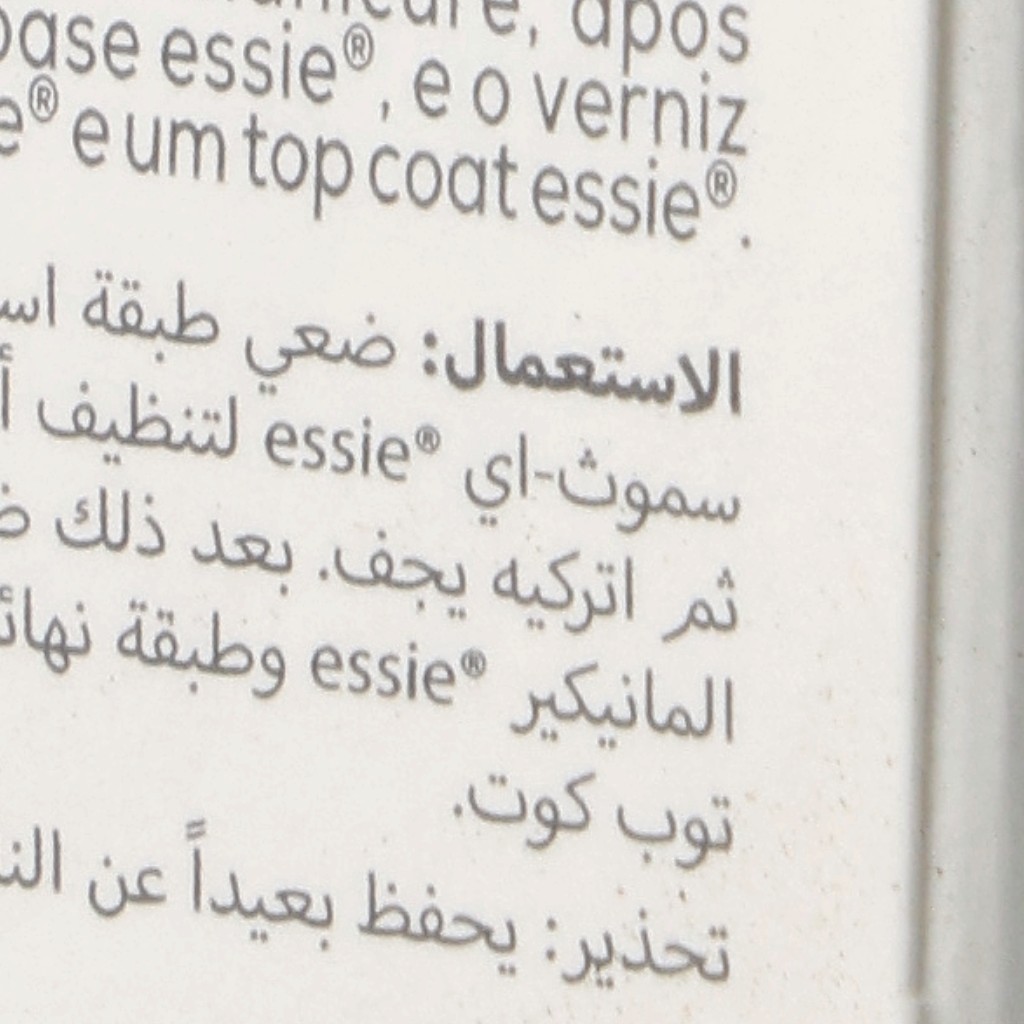 após
essie®, e o verniz
e um top coat essie®.
الاستعمال: ضعي طبقة
سموث-اي essie® لتنظيف
ثم اتركيه يجف. بعد ذلك
المانيكير essie® وطبقة
توب كوت.
تحذير: يحفظ بعيداً عن